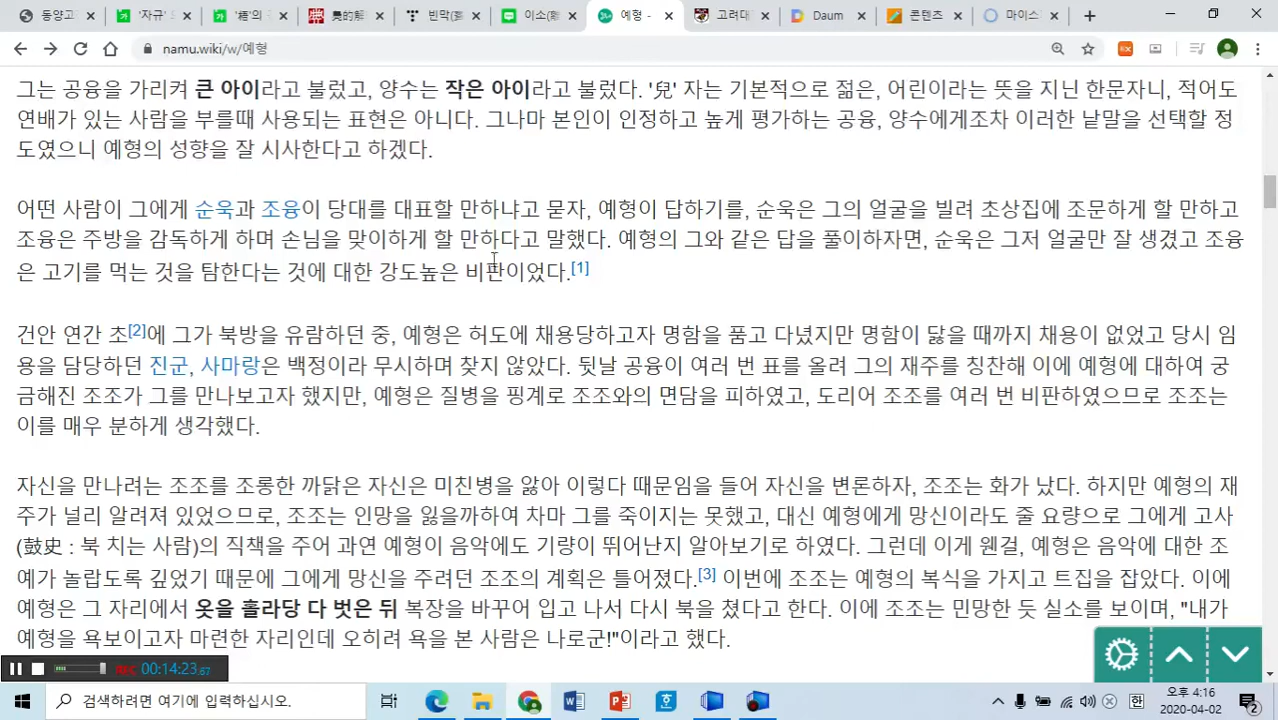 동양고
'자규'
'梧'의
奧的解
빈막(
이소(
예형 -
고려대
Daum
콘텐츠
마이스
namu.wiki/w/예형
그는 공융을 가리켜 큰 아이라고 불렀고, 양수는 작은 아이라고 불렀다. '兒' 자는 기본적으로 젊은, 어린이라는 뜻을 지닌 한문자니, 적어도
연배가 있는 사람을 부를때 사용되는 표현은 아니다. 그나마 본인이 인정하고 높게 평가하는 공융, 양수에게조차 이러한 낱말을 선택할 정
도였으니 예형의 성향을 잘 시사한다고 하겠다.
어떤 사람이 그에게 순욱과 조융이 당대를 대표할 만하냐고 묻자, 예형이 답하기를, 순욱은 그의 얼굴을 빌려 초상집에 조문하게 할 만하고
조융은 주방을 감독하게 하며 손님을 맞이하게 할 만하다고 말했다. 예형의 그와 같은 답을 풀이하자면, 순욱은 그저 얼굴만 잘 생겼고 조융
은 고기를 먹는 것을 탐한다는 것에 대한 강도높은 비판이었다.[1]
건안 연간 초[2]에 그가 북방을 유람하던 중, 예형은 허도에 채용당하고자 명함을 품고 다녔지만 명함이 닳을 때까지 채용이 없었고 당시 임
용을 담당하던 진군, 사마랑은 백정이라 무시하며 찾지 않았다. 뒷날 공융이 여러 번 표를 올려 그의 재주를 칭찬해 이에 예형에 대하여 궁
금해진 조조가 그를 만나보고자 했지만, 예형은 질병을 핑계로 조조와의 면담을 피하였고, 도리어 조조를 여러 번 비판하였으므로 조조는
이를 매우 분하게 생각했다.
자신을 만나려는 조조를 조롱한 까닭은 자신은 미친병을 앓아 이렇다 때문임을 들어 자신을 변론하자, 조조는 화가 났다. 하지만 예형의 재
주가 널리 알려져 있었으므로, 조조는 인망을 잃을까하여 차마 그를 죽이지는 못했고, 대신 예형에게 망신이라도 줄 요량으로 그에게 고사
(鼓史 : 북 치는 사람)의 직책을 주어 과연 예형이 음악에도 기량이 뛰어난지 알아보기로 하였다. 그런데 이게 웬걸, 예형은 음악에 대한 조
예가 놀랍도록 깊었기 때문에 그에게 망신을 주려던 조조의 계획은 틀어졌다.[3] 이번에 조조는 예형의 복식을 가지고 트집을 잡았다. 이에
예형은 그 자리에서 옷을 홀라당 다 벗은 뒤 복장을 바꾸어 입고 나서 다시 북을 쳤다고 한다. 이에 조조는 민망한 듯 실소를 보이며, "내가
예형을 욕보이고자 마련한 자리인데 오히려 욕을 본 사람은 나로군!"이라고 했다.
REC 00:14:23.67
검색하려면 여기에 입력하십시오.
한
오후 4:16
2020-04-02
2